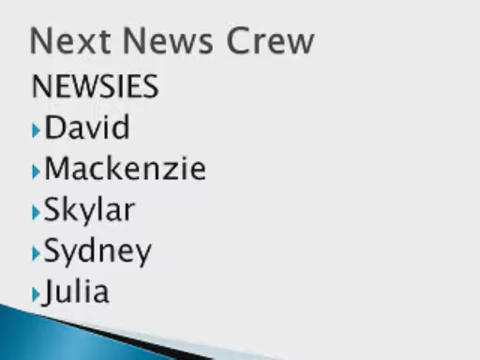 Next News Crew
NEWSIES
David
Mackenzie
Skylar
Sydney
Julia